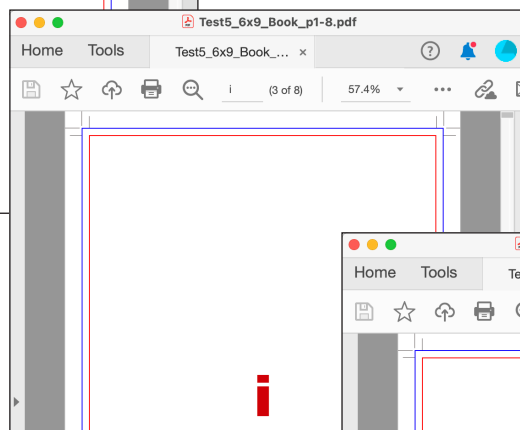 Test5_6x9_Book_p1-8.pdf
Home Tools Test5_6x9_Book_... ×
i (3 of 8) 57.4%
i
Home Tools Te